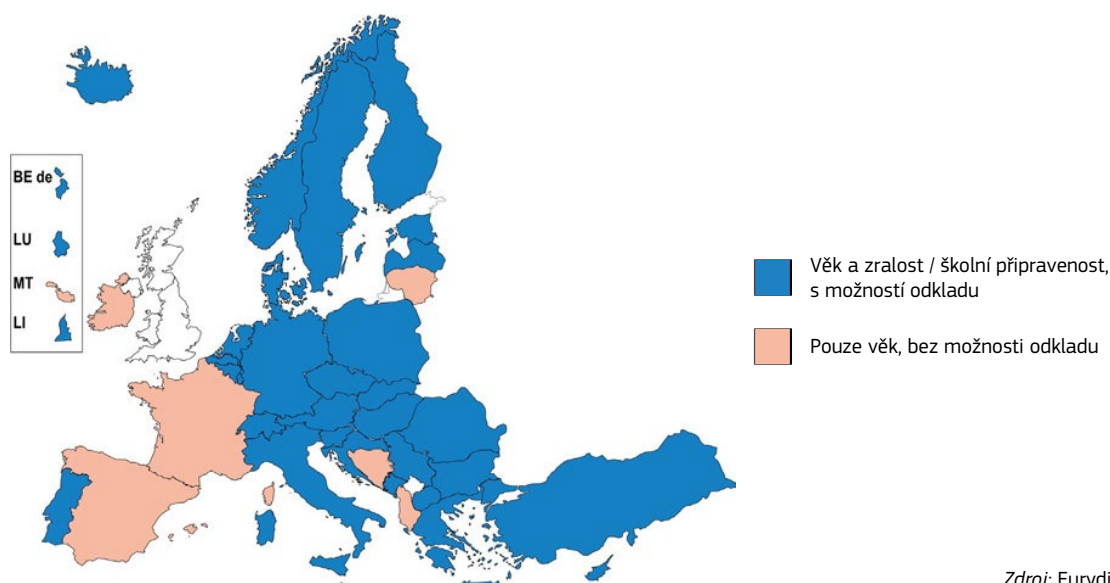 BE de
LU
MT
LI
Věk a zralost / školní připravenost,
s možností odkladu
Pouze věk, bez možnosti odkladu
Zdroj: Eurydi